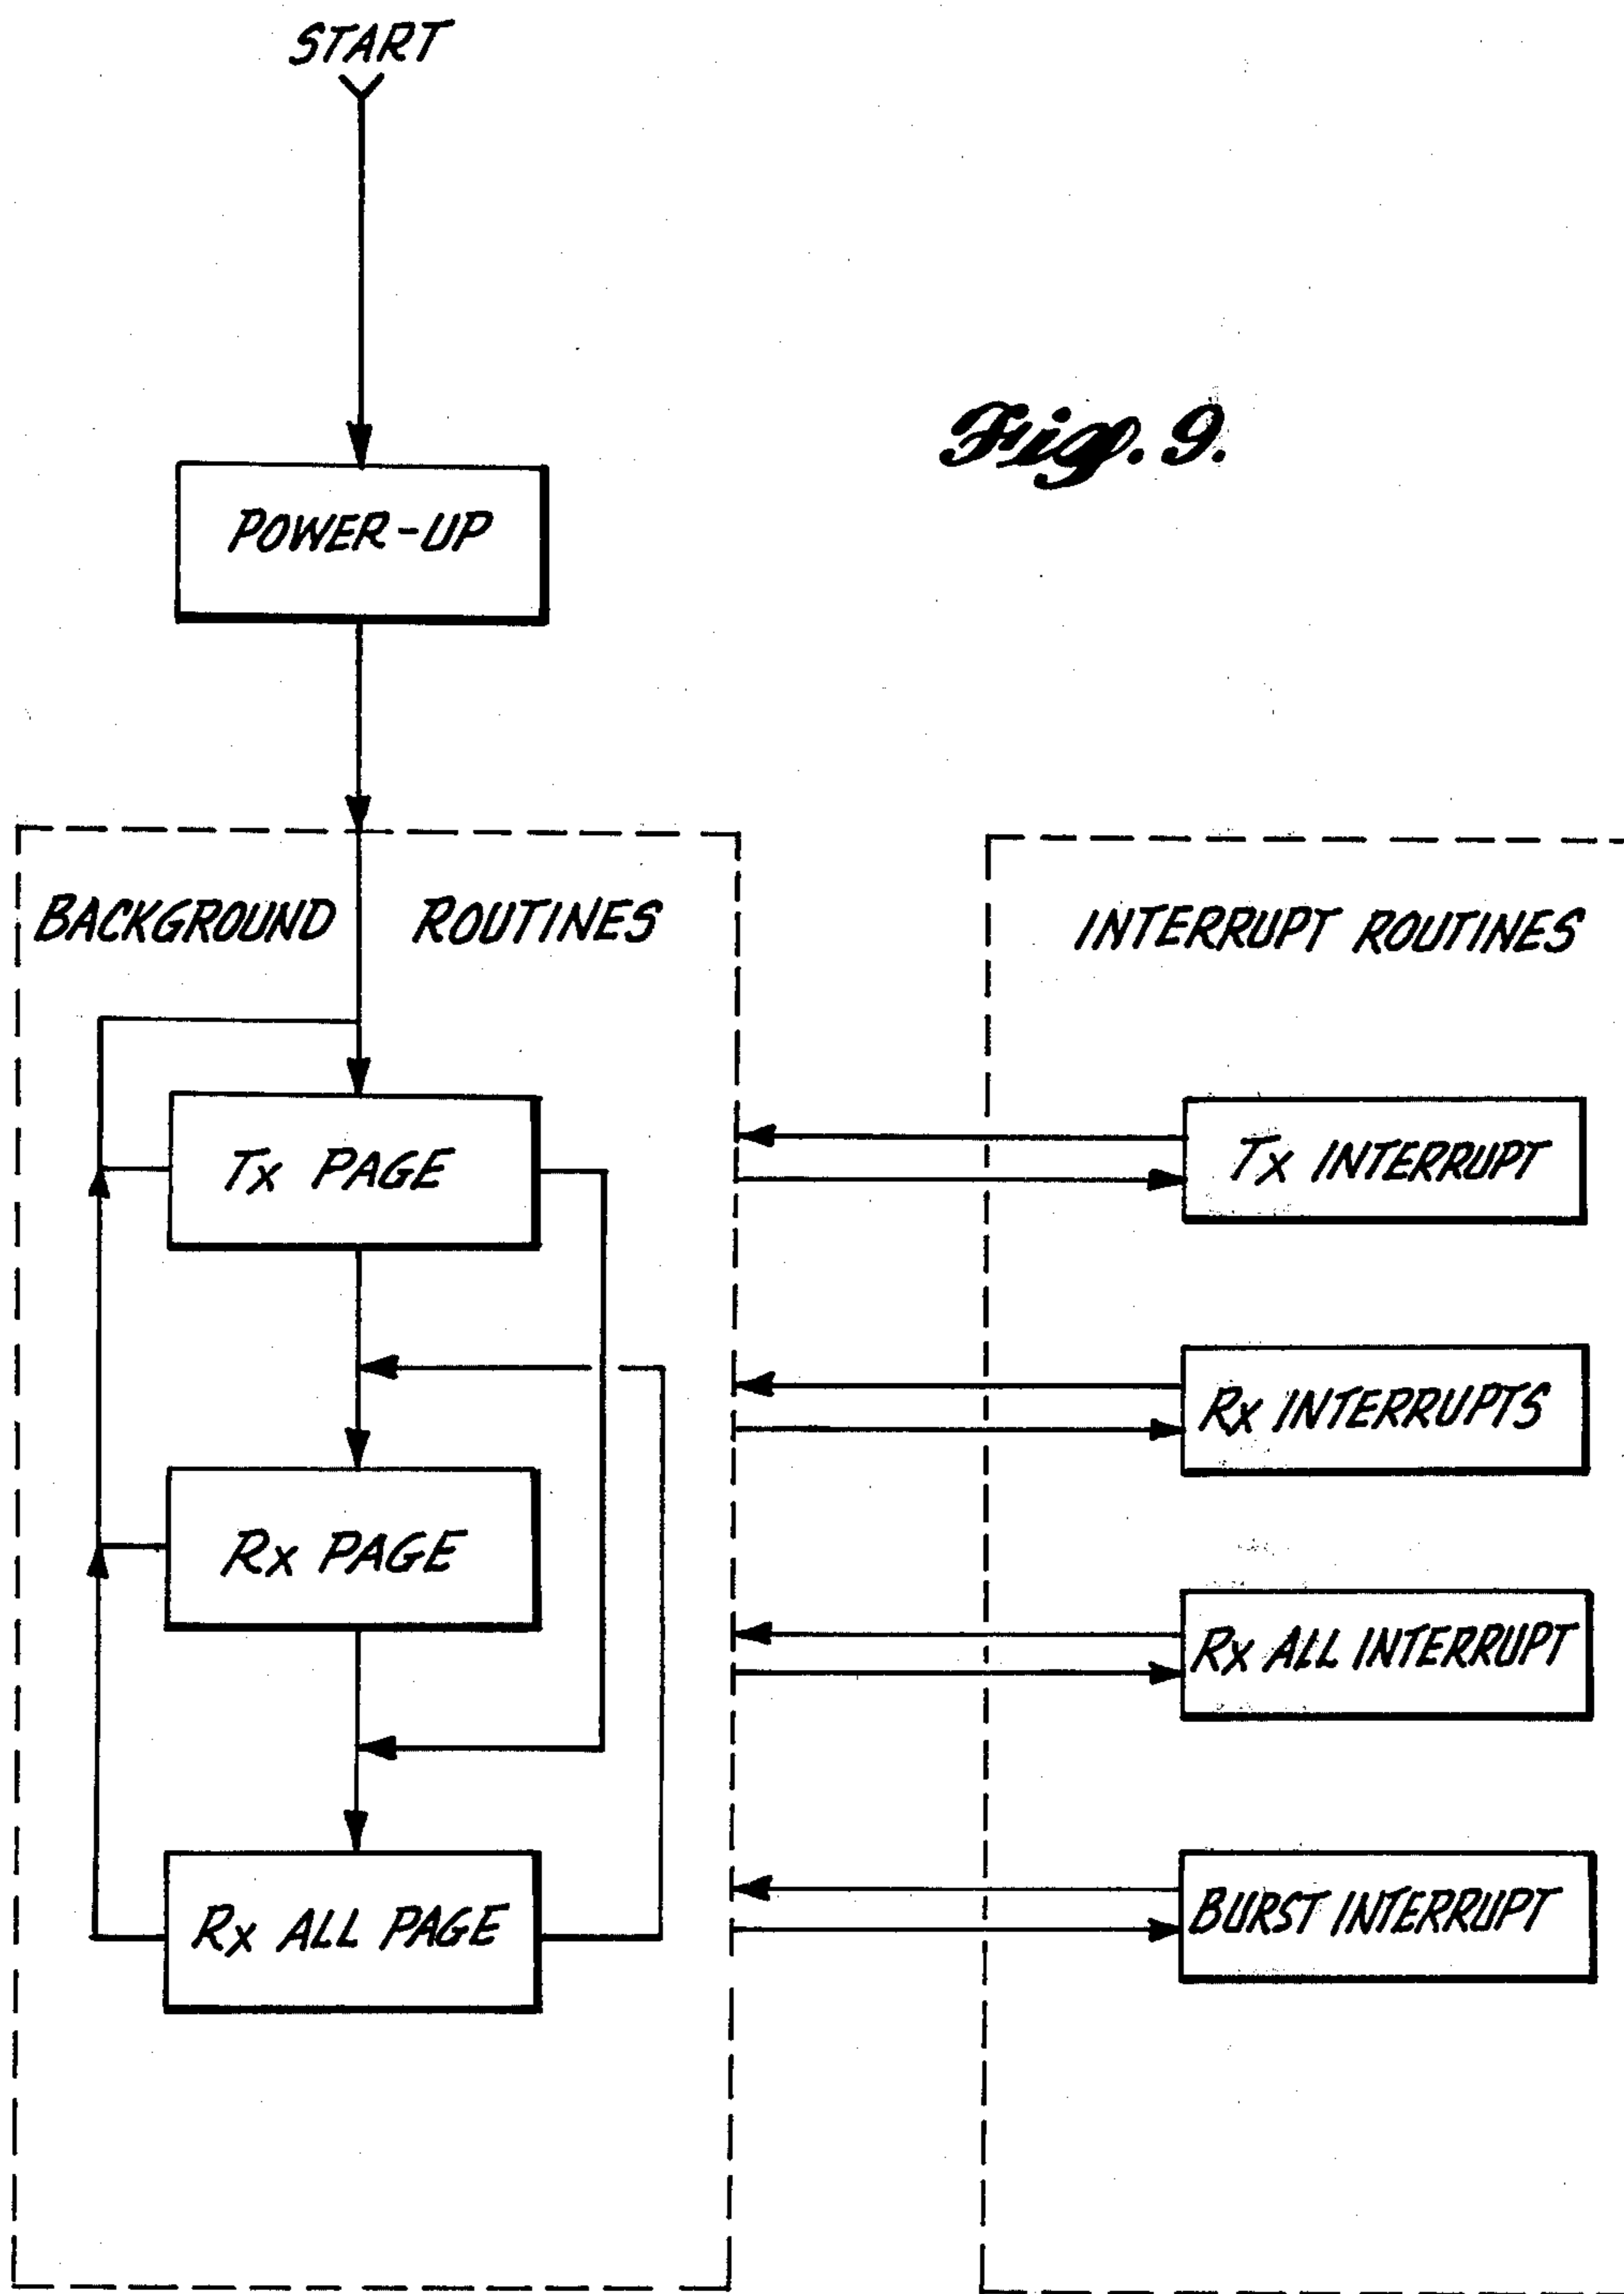 START
Fig. 9.
POWER-UP
BACKGROUND ROUTINES
INTERRUPT ROUTINES
Tx PAGE
Tx INTERRUPT
Rx INTERRUPTS
Rx PAGE
Rx ALL INTERRUPT
Rx ALL PAGE
BURST INTERRUPT